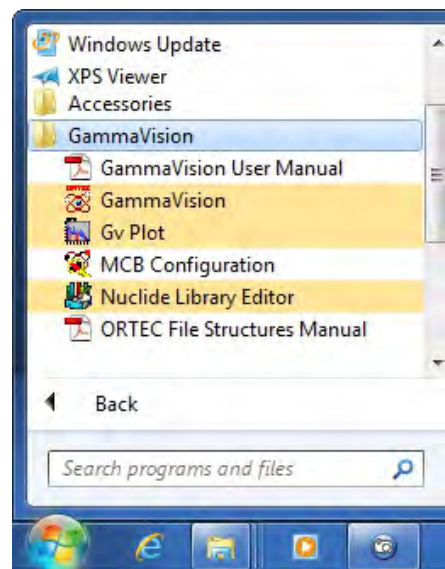 Windows Update
XPS Viewer
Accessories
GammaVision
GammaVision User Manual
GammaVision
Gv Plot
MCB Configuration
Nuclide Library Editor
ORTEC File Structures Manual
Back
Search programs and files